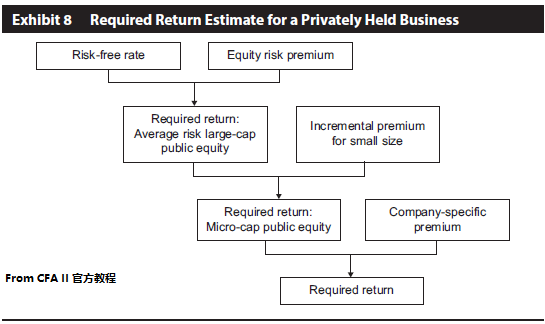 Exhibit 8 Required Return Estimate for a Privately Held Business
Risk-free rate
Equity risk premium
Required return:
Average risk large-cap
public equity
Incremental premium
for small size
Required return:
Micro-cap public equity
Company-specific
premium
From CFA II 官方教程
Required return